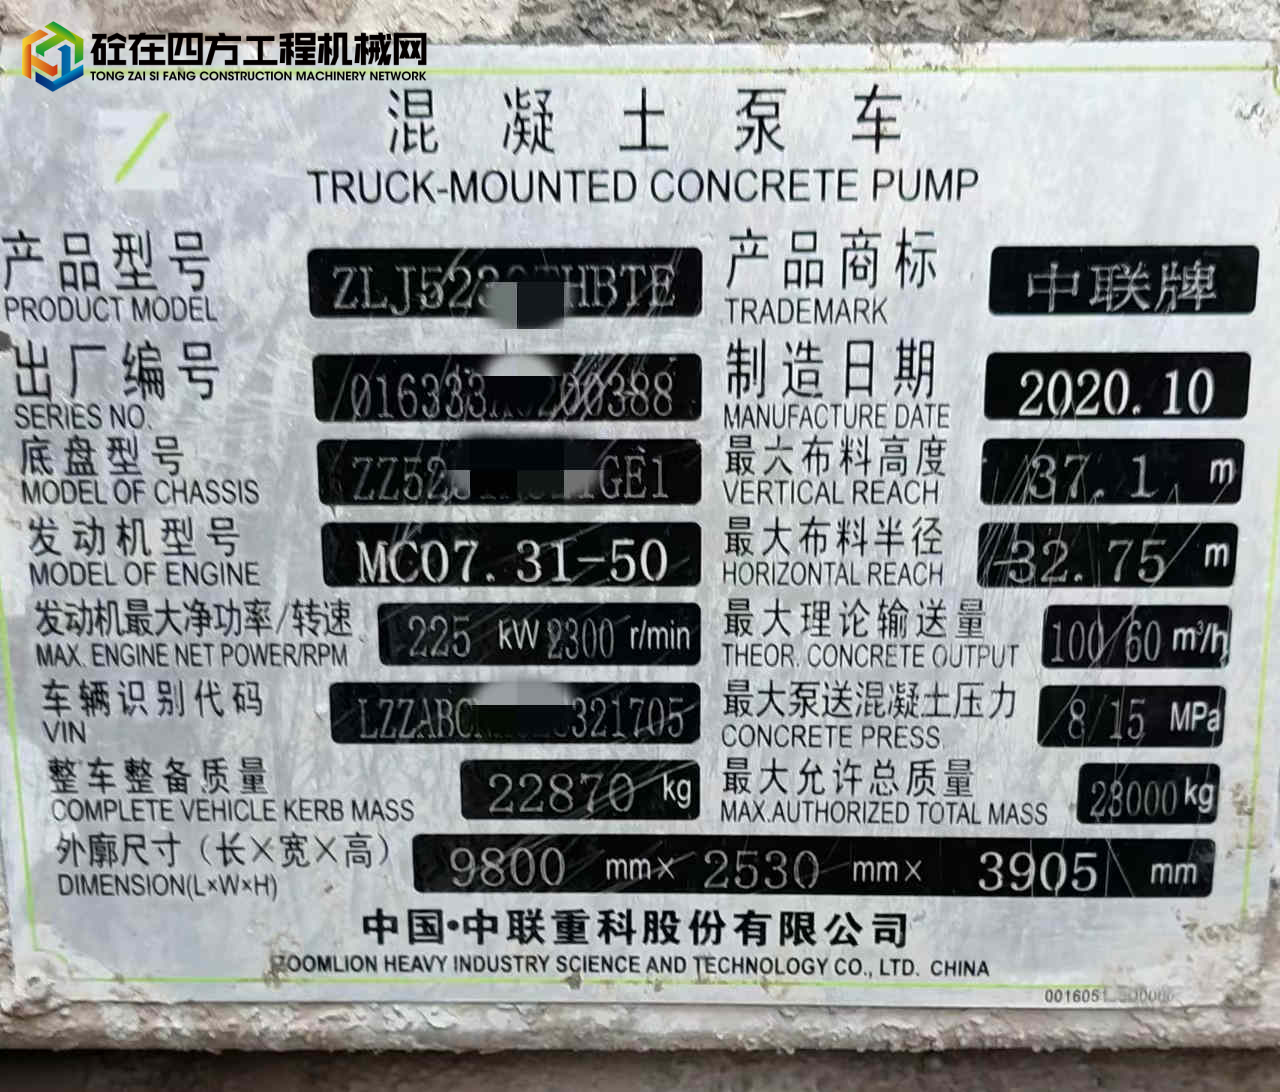 砼在四方工程机械网
TONG ZAI SI FANG CONSTRUCTION MACHINERY NETWORK
混凝土泵车
TRUCK-MOUNTED CONCRETE PUMP
产品型号 ZLJ523 HBTE 产品商标 中联牌
PRODUCT MODEL TRADEMARK
出厂编号 016333 200388 制造日期 2020.10
SERIES NO. MANUFACTURE DATE
底盘型号 ZZ52 GE1 最大布料高度 37.1 m
MODEL OF CHASSIS VERTICAL REACH
发动机型号 MC07.31-50 最大布料半径 32.75 m
MODEL OF ENGINE HORIZONTAL REACH
发动机最大净功率/转速 225 kW 2300 r/min 最大理论输送量 100/60 m³/h
MAX. ENGINE NET POWER/RPM THEOR. CONCRETE OUTPUT
车辆识别代码 LZZABC 321705 最大泵送混凝土压力 8/15 MPa
VIN CONCRETE PRESS.
整车整备质量 22870 kg 最大允许总质量 23000 kg
COMPLETE VEHICLE KERB MASS MAX.AUTHORIZED TOTAL MASS
外廓尺寸（长×宽×高） 9800 mm× 2530 mm× 3905 mm
DIMENSION(L×W×H)
中国·中联重科股份有限公司
ZOOMLION HEAVY INDUSTRY SCIENCE AND TECHNOLOGY CO., LTD. CHINA